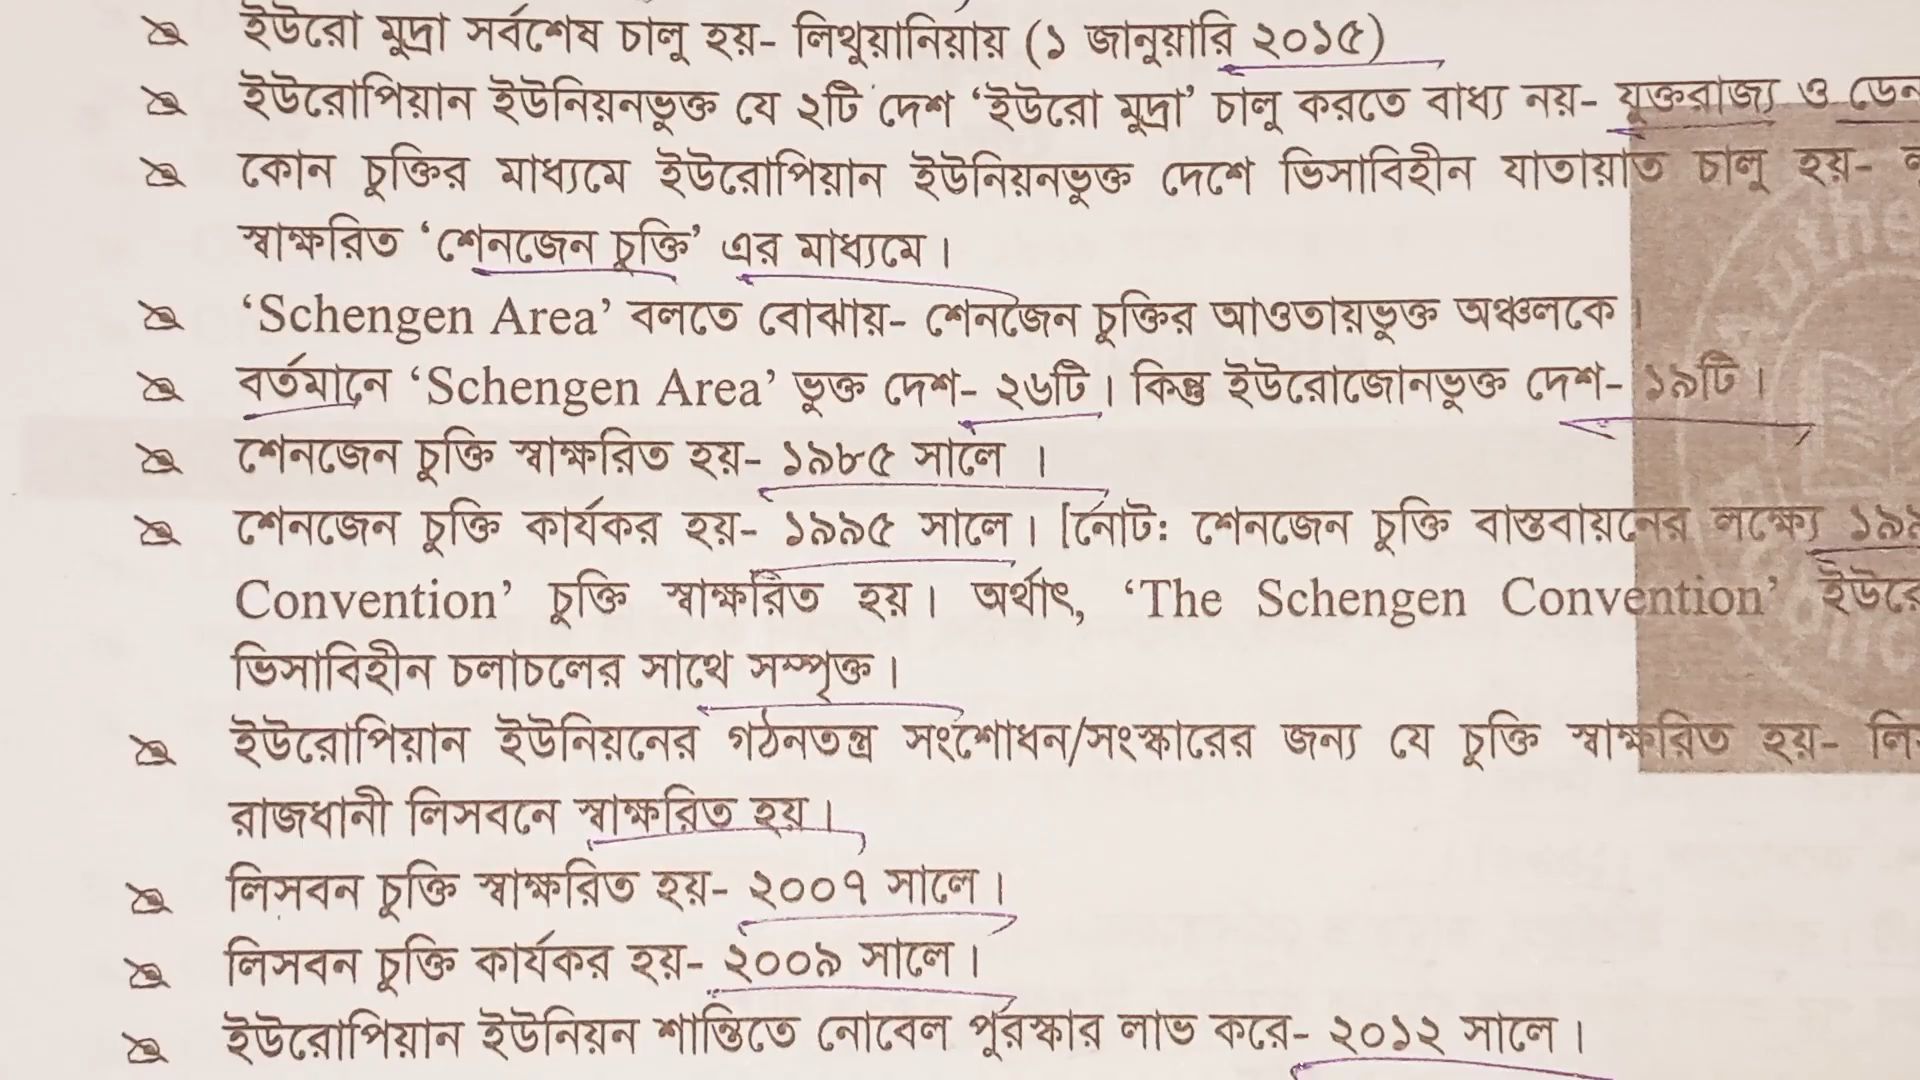 ইউরো মুদ্রা সর্বশেষ চালু হয়- লিথুয়ানিয়ায় (১ জানুয়ারি ২০১৫)
ইউরোপিয়ান ইউনিয়নভুক্ত যে ২টি দেশ ‘ইউরো মুদ্রা’ চালু করতে বাধ্য নয়- যুক্তরাজ্য ও
কোন চুক্তির মাধ্যমে ইউরোপিয়ান ইউনিয়নভুক্ত দেশে ভিসাবিহীন যাতায়াত চালু হয়-
স্বাক্ষরিত ‘শেনজেন চুক্তি’ এর মাধ্যমে।
‘Schengen Area’ বলতে বোঝায়- শেনজেন চুক্তির আওতায়ভুক্ত অঞ্চলকে।
বর্তমানে ‘Schengen Area’ ভুক্ত দেশ- ২৬টি। কিন্তু ইউরোজোনভুক্ত দেশ- ১৯টি।
শেনজেন চুক্তি স্বাক্ষরিত হয়- ১৯৮৫ সালে ।
শেনজেন চুক্তি কার্যকর হয়- ১৯৯৫ সালে। [নোট: শেনজেন চুক্তি বাস্তবায়নের লক্ষ্যে
Convention’ চুক্তি স্বাক্ষরিত হয়। অর্থাৎ, ‘The Schengen Convention’
ভিসাবিহীন চলাচলের সাথে সম্পৃক্ত।
ইউরোপিয়ান ইউনিয়নের গঠনতন্ত্র সংশোধন/সংস্কারের জন্য যে চুক্তি স্বাক্ষরিত হয়-
রাজধানী লিসবনে স্বাক্ষরিত হয়।
লিসবন চুক্তি স্বাক্ষরিত হয়- ২০০৭ সালে।
লিসবন চুক্তি কার্যকর হয়- ২০০৯ সালে।
ইউরোপিয়ান ইউনিয়ন শান্তিতে নোবেল পুরস্কার লাভ করে- ২০১২ সালে।